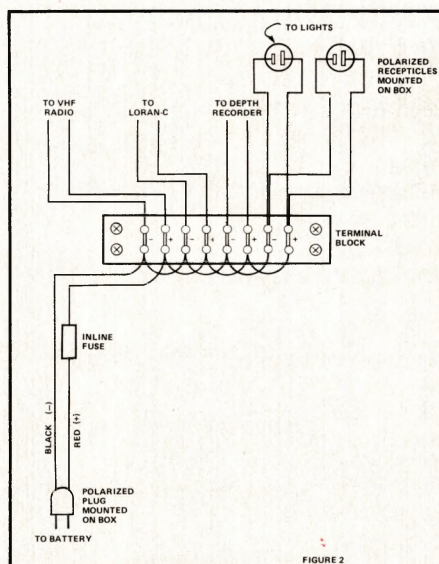 TO LIGHTS
POLARIZED
RECEPTICLES
MOUNTED
ON BOX
TO VHF
RADIO
TO
LORAN-C
TO DEPTH
RECORDER
- + - + - + - +
TERMINAL
BLOCK
INLINE
FUSE
BLACK (-)
RED (+)
POLARIZED
PLUG
MOUNTED
ON BOX
TO BATTERY
FIGURE 2